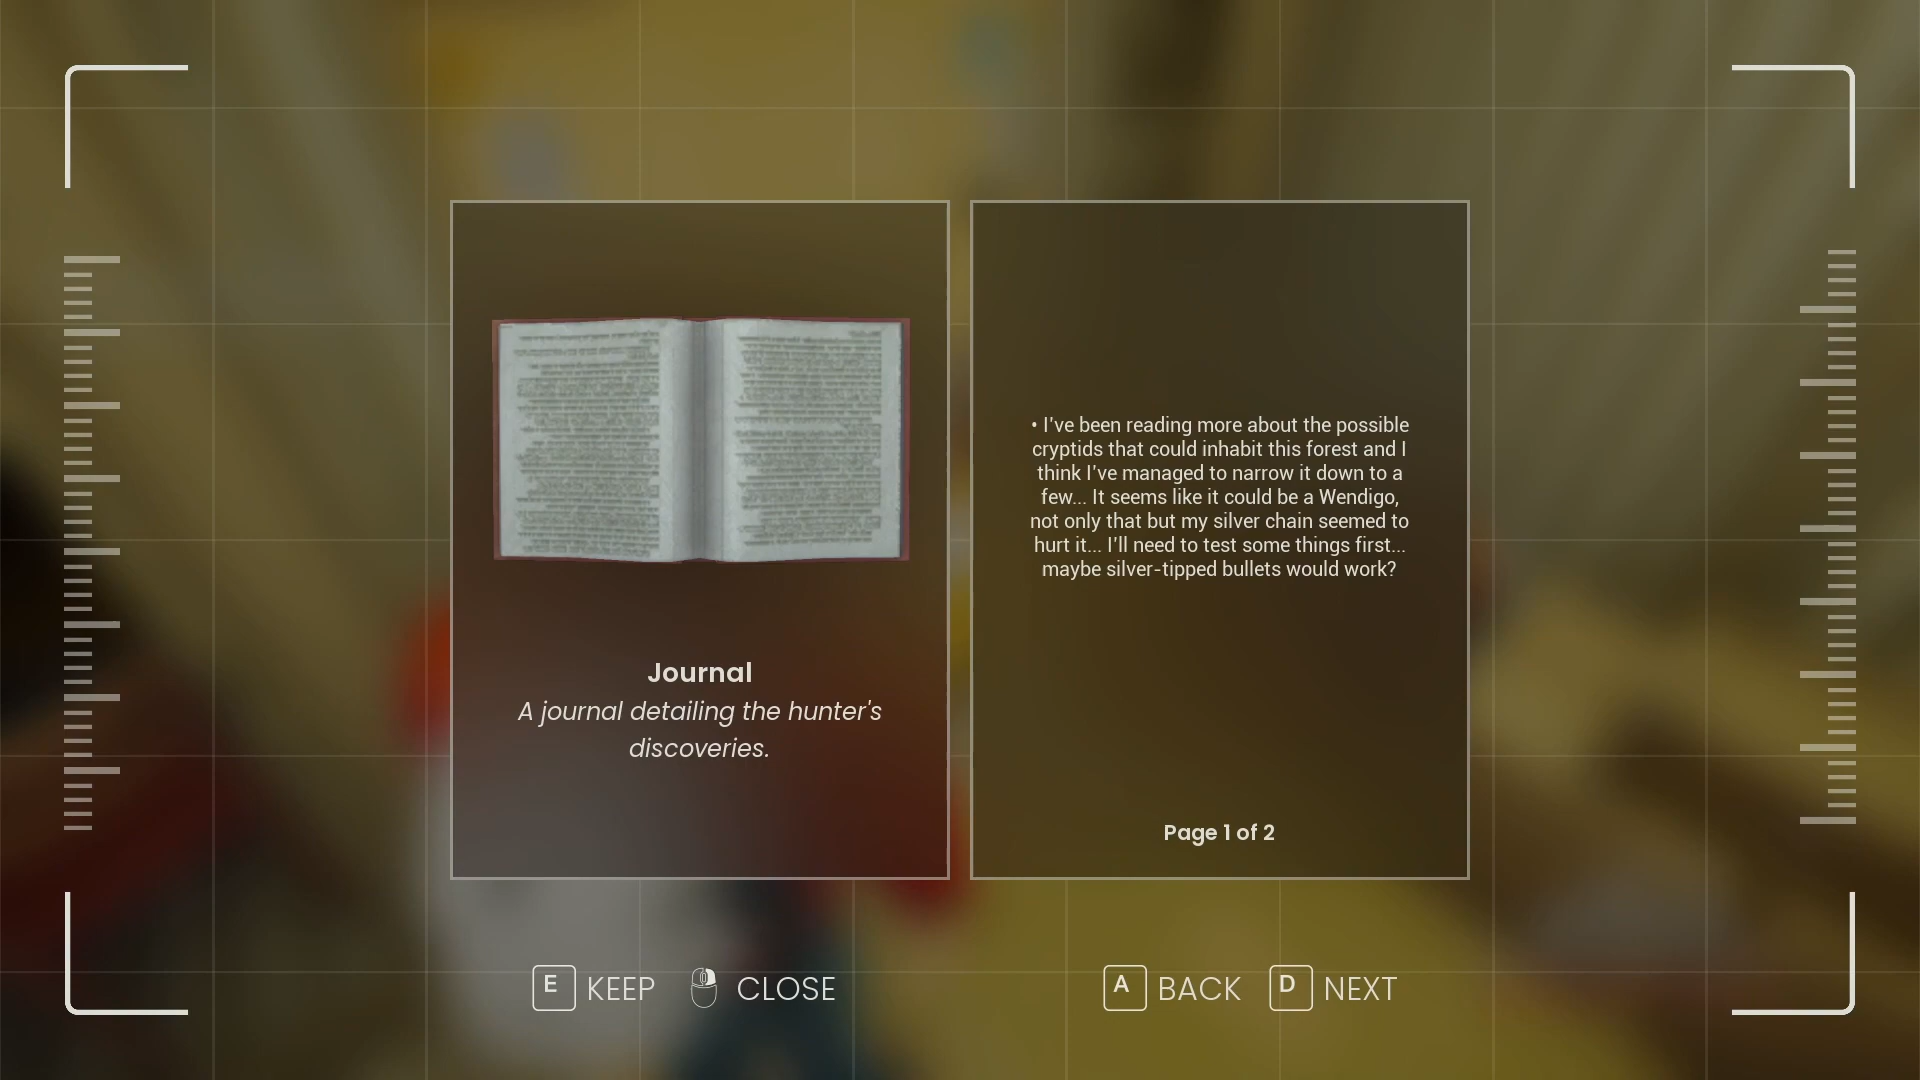 Journal
A journal detailing the hunter's
discoveries.
• I've been reading more about the possible
cryptids that could inhabit this forest and I
think I've managed to narrow it down to a
few... It seems like it could be a Wendigo,
not only that but my silver chain seemed to
hurt it... I'll need to test some things first...
maybe silver-tipped bullets would work?
Page 1 of 2
E KEEP CLOSE A BACK D NEXT